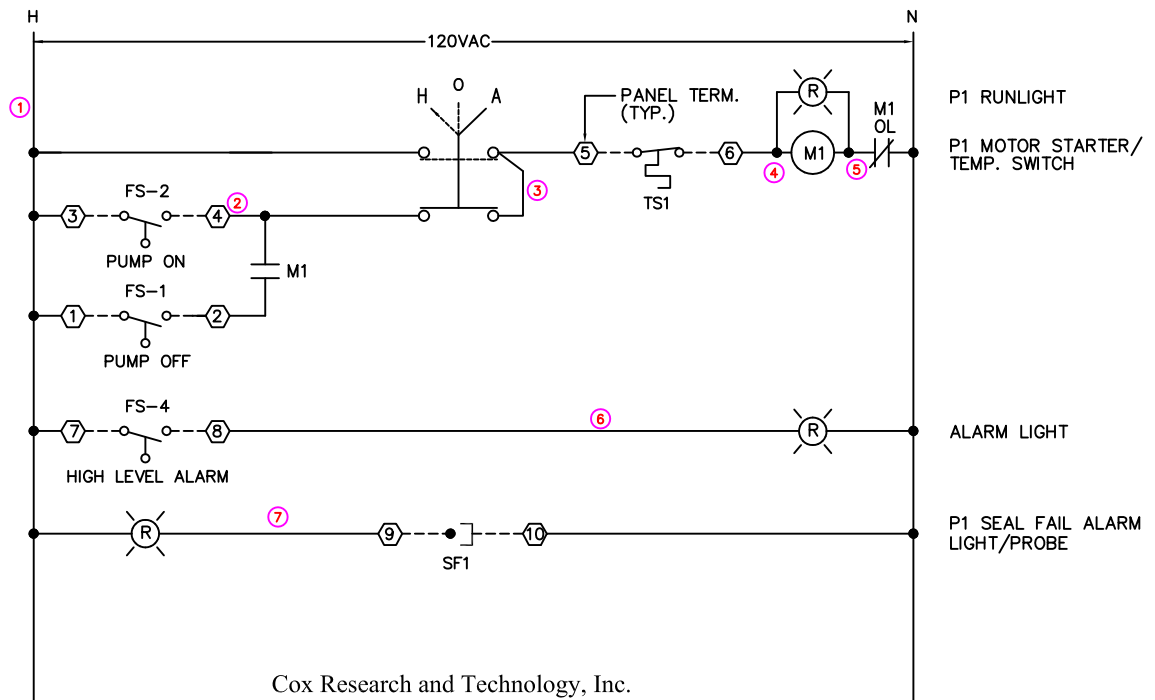 H
N
120VAC
1
H O A
PANEL TERM.
(TYP.)
R
P1 RUNLIGHT
M1
OL
5
6
M1
P1 MOTOR STARTER/
TEMP. SWITCH
4
5
TS1
3
FS-2
2
3
4
PUMP ON
M1
FS-1
1
2
PUMP OFF
FS-4
6
7
8
R
ALARM LIGHT
HIGH LEVEL ALARM
7
R
9
10
SF1
P1 SEAL FAIL ALARM
LIGHT/PROBE
Cox Research and Technology, Inc.